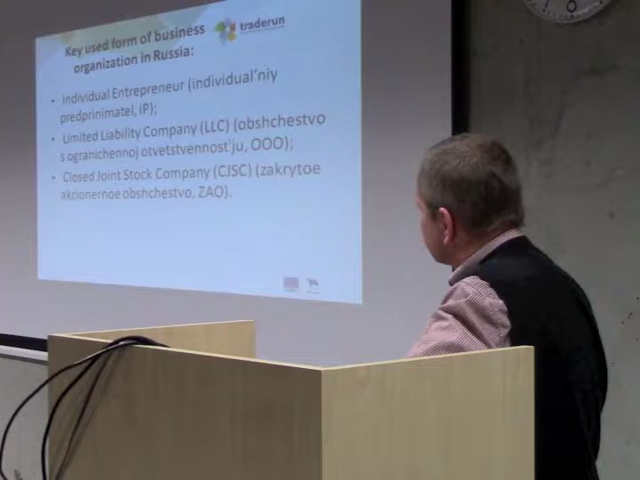 Key used form of business
organization in Russia:
traderun
• Individual Entrepreneur (individual'niy
predprinimatel, IP);
• Limited Liability Company (LLC) (obshchestvo
s ogranichennoj otvetstvennost'ju, OOO);
• Closed Joint Stock Company (CJSC) (zakrytoe
akcionernoe obshchestvo, ZAO).